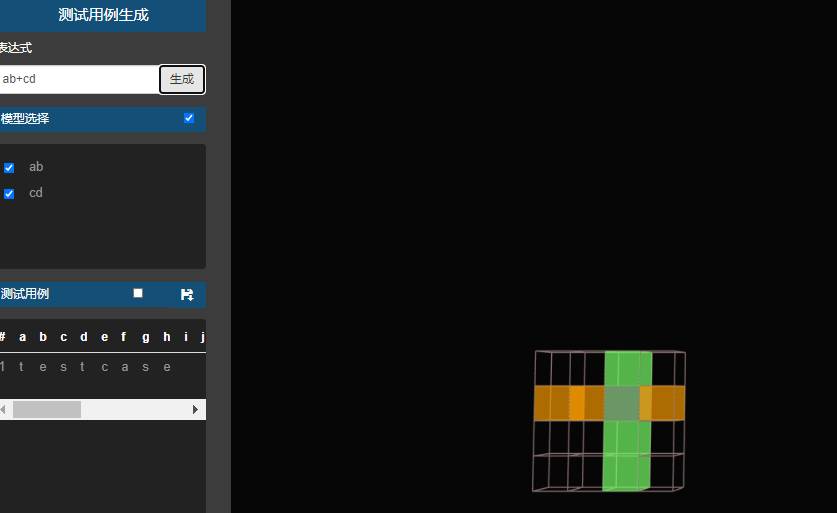 测试用例生成
表达式
ab+cd
生成
模型选择
ab
cd
测试用例
# a b c d e f g h i j
1 t e s t c a s e